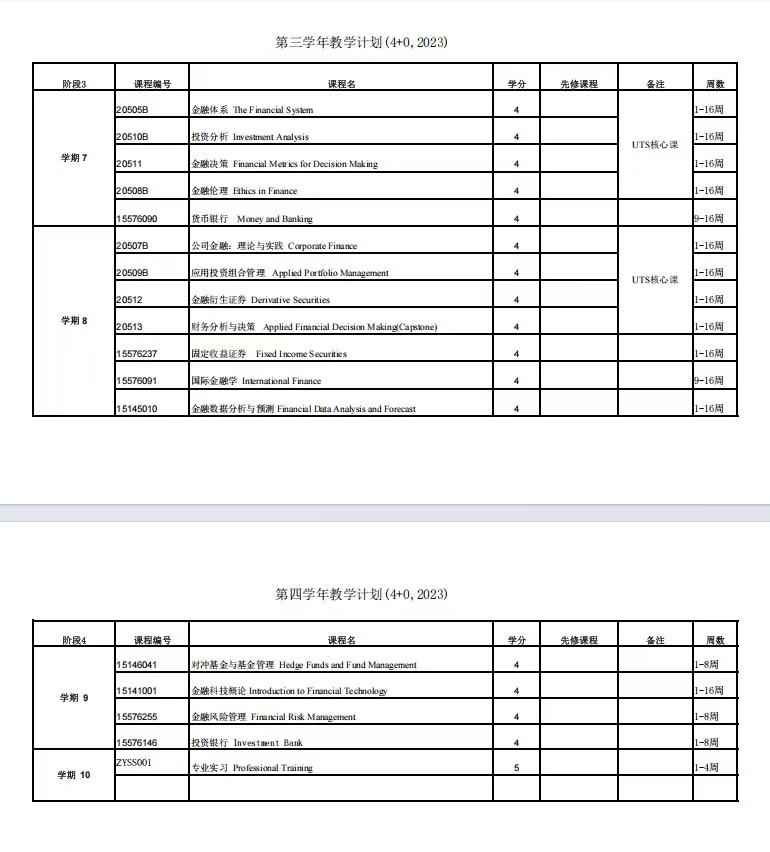 第三学年教学计划(4+0, 2023)
阶段3 课程编号 课程名 学分 先修课程 备注 周数
学期 7
20505B 金融体系 The Financial System 4 1-16周
20510B 投资分析 Investment Analysis 4 1-16周
UTS核心课
20511 金融决策 Financial Metrics for Decision Making 4 1-16周
20508B 金融伦理 Ethics in Finance 4 1-16周
15576090 货币银行 Money and Banking 4 9-16周
学期 8
20507B 公司金融：理论与实践 Corporate Finance 4 1-16周
20509B 应用投资组合管理 Applied Portfolio Management 4 1-16周
UTS核心课
20512 金融衍生证券 Derivative Securities 4 1-16周
20513 财务分析与决策 Applied Financial Decision Making(Capstone) 4 1-16周
15576237 固定收益证券 Fixed Income Securities 4 1-16周
15576091 国际金融学 International Finance 4 9-16周
15145010 金融数据分析与预测 Financial Data Analysis and Forecast 4 1-16周
第四学年教学计划(4+0, 2023)
阶段4 课程编号 课程名 学分 先修课程 备注 周数
学期 9
15146041 对冲基金与基金管理 Hedge Funds and Fund Management 4 1-8周
15141001 金融科技概论 Introduction to Financial Technology 4 1-16周
15576255 金融风险管理 Financial Risk Management 4 1-8周
15576146 投资银行 Investment Bank 4 1-8周
学期 10
ZYSS001 专业实习 Professional Training 5 1-4周